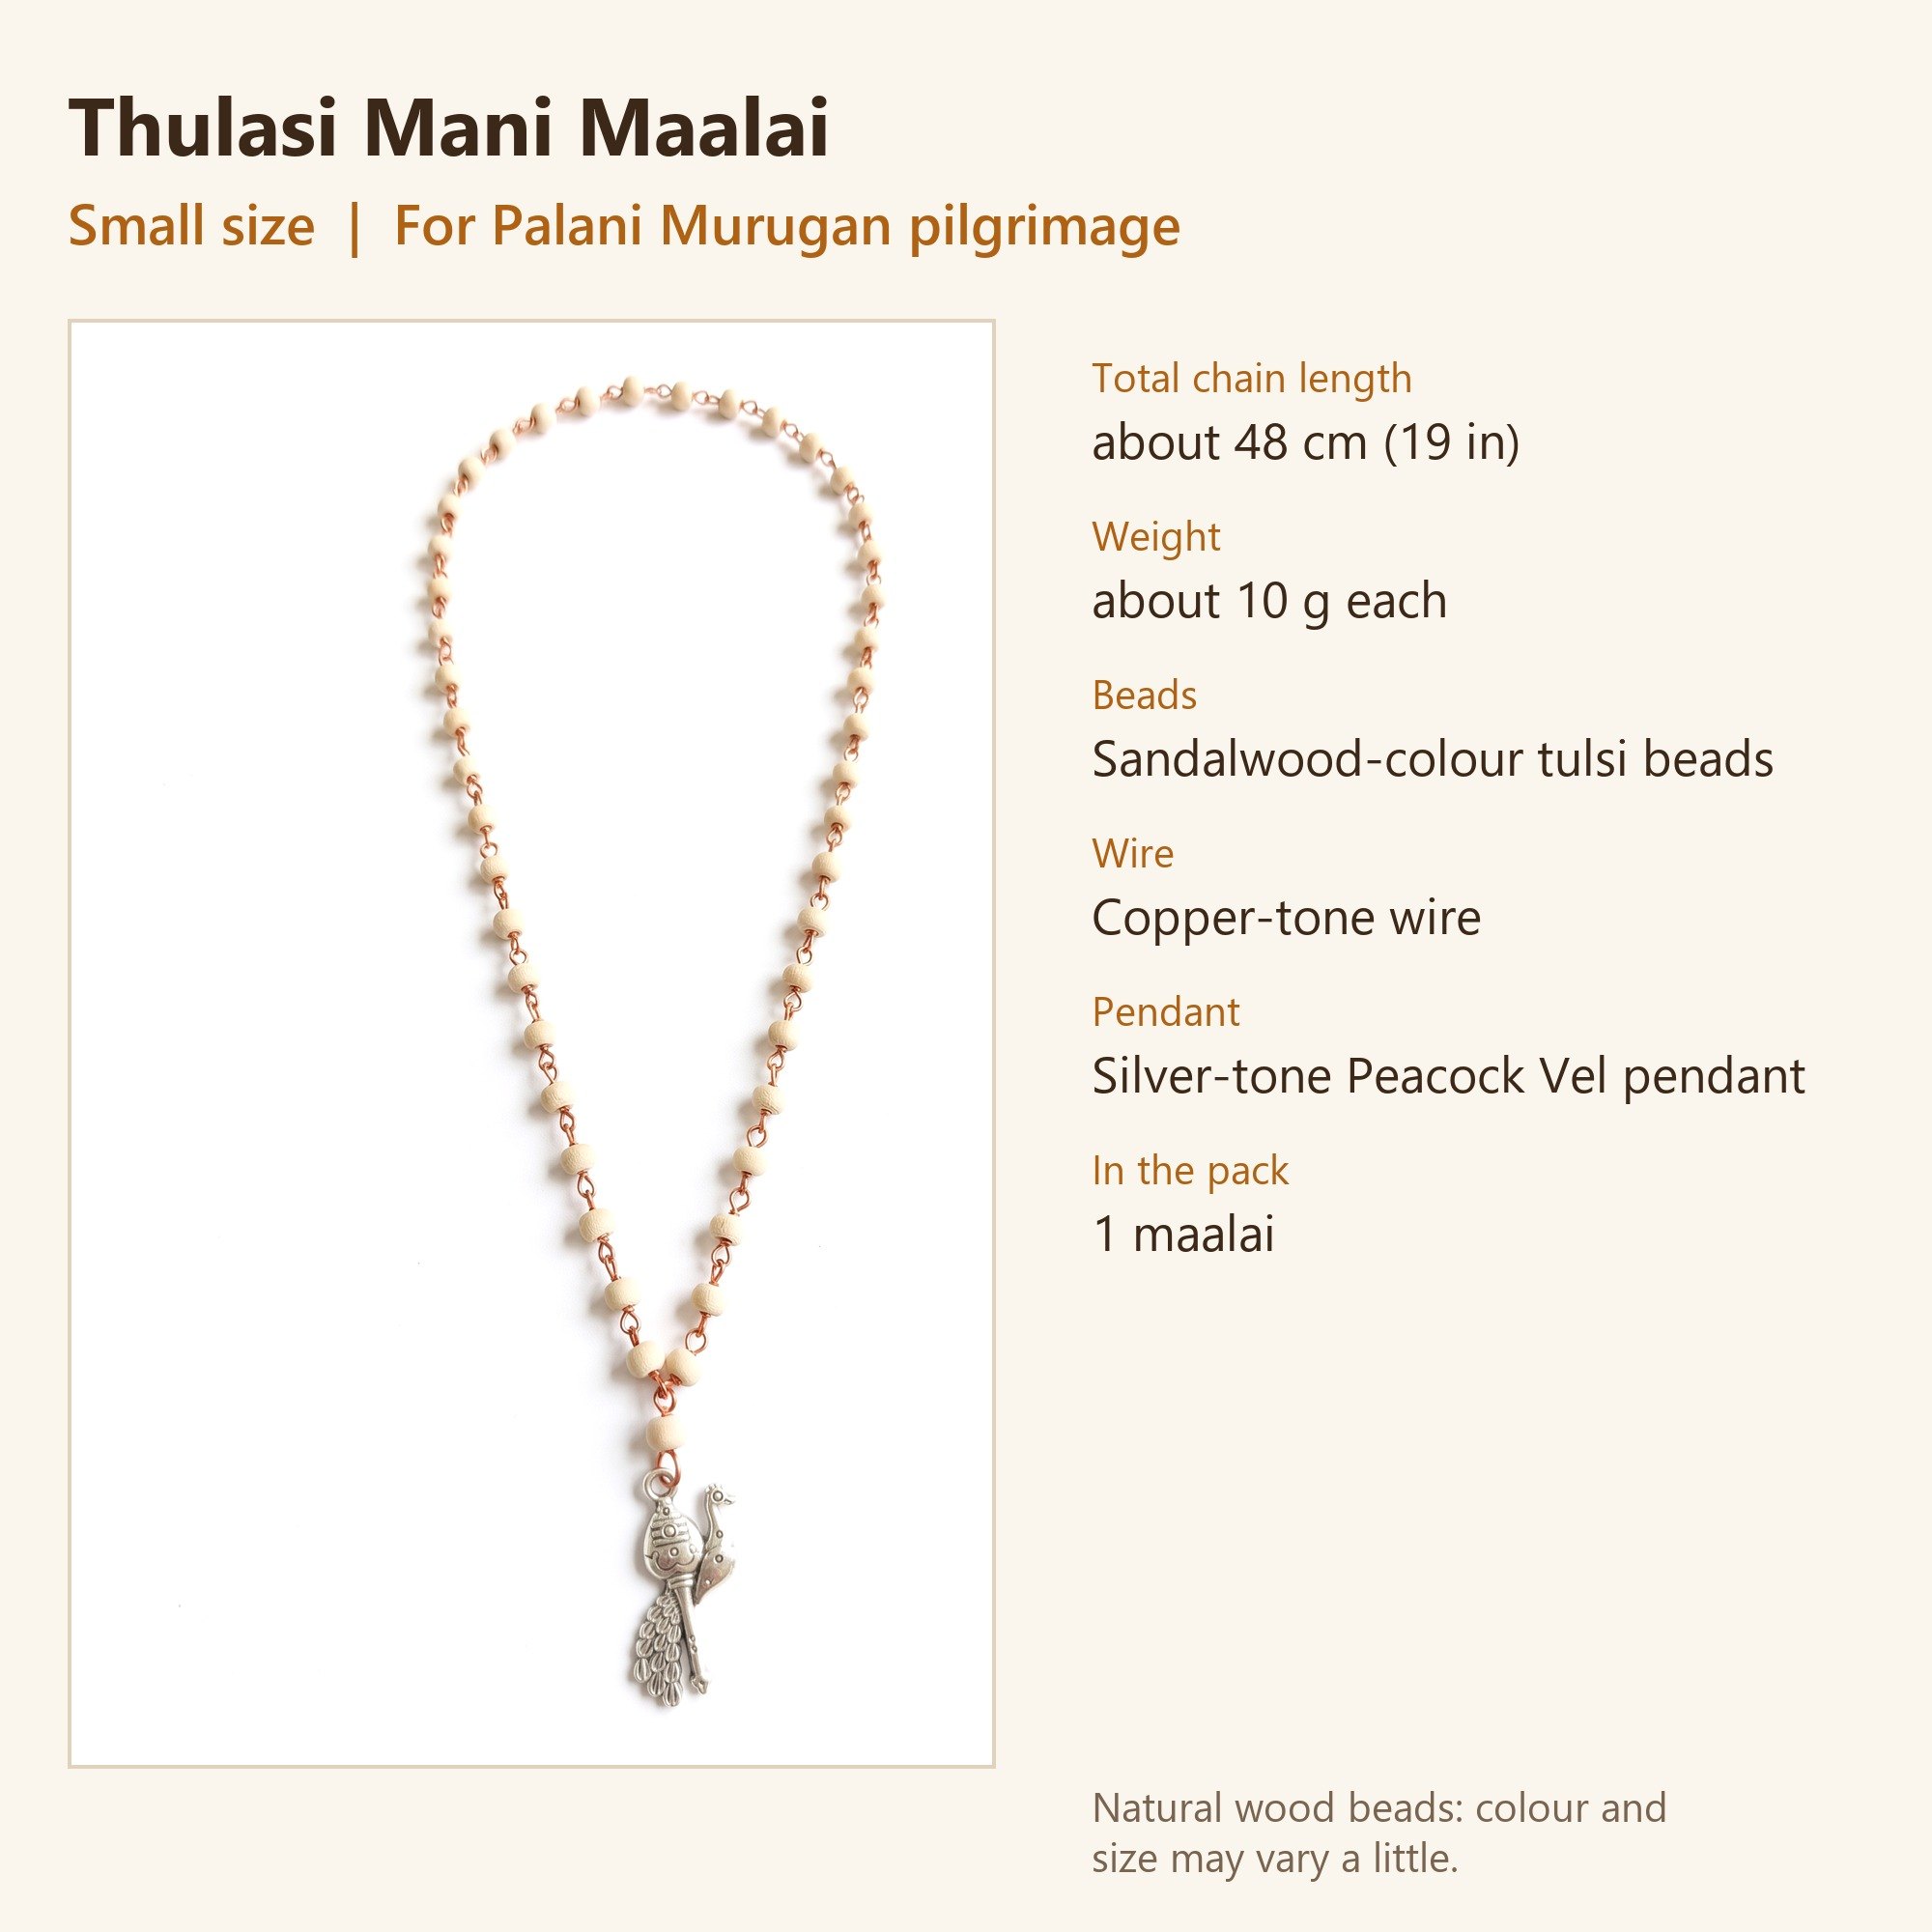 Thulasi Mani Maalai
Small size | For Palani Murugan pilgrimage
Total chain length
about 48 cm (19 in)
Weight
about 10 g each
Beads
Sandalwood-colour tulsi beads
Wire
Copper-tone wire
Pendant
Silver-tone Peacock Vel pendant
In the pack
1 maalai
Natural wood beads: colour and
size may vary a little.